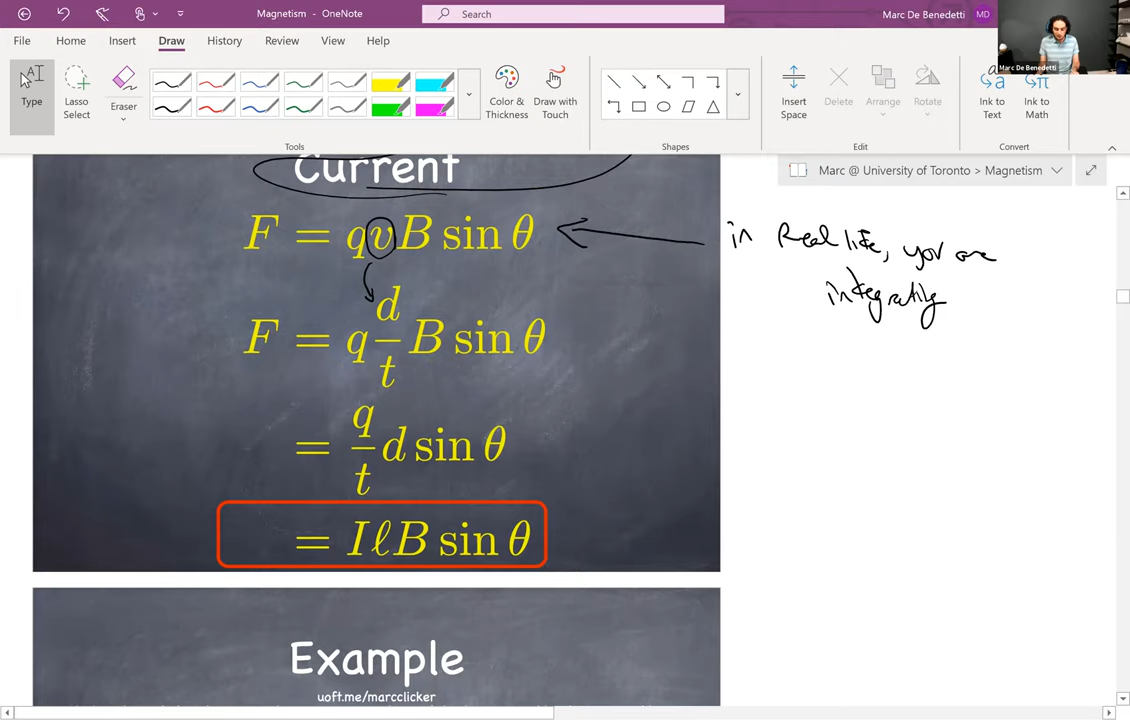 Magnetism - OneNote
Search
Marc De Benedetti
MD
File Home Insert Draw History Review View Help
Type
Lasso Select
Eraser
Color & Thickness
Draw with Touch
Insert Space
Delete
Arrange
Rotate
Ink to Text
Ink to Math
Tools
Shapes
Edit
Convert
Marc De Benedetti
Marc @ University of Toronto > Magnetism
Current
F = qvB sin θ
in Real life, you are
integrating
F = q d/t B sin θ
= q/t d sin θ
= IℓB sin θ
Example
uoft.me/marcclicker